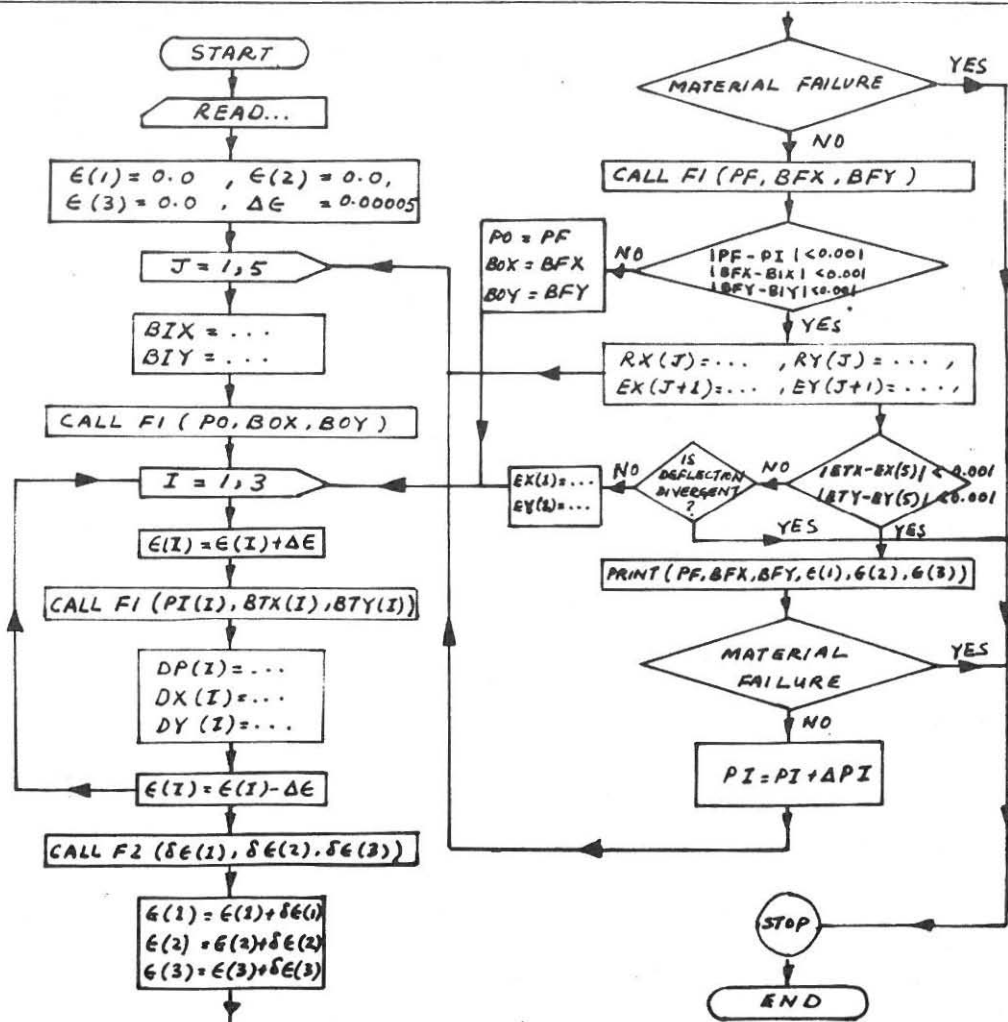 START
READ...
ϵ(1) = 0.0 , ϵ(2) = 0.0,
ϵ(3) = 0.0 , Δϵ = 0.00005
J = 1, 5
BIX = ...
BIY = ...
CALL F1 ( PO, BOX, BOY )
I = 1, 3
ϵ(I) = ϵ(I) + Δϵ
CALL F1 (PI(I), BTX(I), BTY(I))
DP(I) = ...
DX(I) = ...
DY(I) = ...
ϵ(I) = ϵ(I) - Δϵ
CALL F2 (δϵ(1), δϵ(2), δϵ(3))
ϵ(1) = ϵ(1) + δϵ(1)
ϵ(2) = ϵ(2) + δϵ(2)
ϵ(3) = ϵ(3) + δϵ(3)
MATERIAL FAILURE
YES
NO
CALL F1 ( PF, BFX, BFY )
PO = PF
BOX = BFX
BOY = BFY
NO
|PF-PI| < 0.001
|BFX-BIX| < 0.001
|BFY-BIY| < 0.001
YES
RX(J) = ... , RY(J) = ... ,
EX(J+1) = ... , EY(J+1) = ... ,
EX(1) = ...
EY(1) = ...
NO
IS
DEFLECTION
DIVERGENT
?
NO
|ETX-EX(5)| < 0.001
|ETY-EY(5)| < 0.001
YES
YES
PRINT (PF, BFX, BFY, ϵ(1), ϵ(2), ϵ(3))
MATERIAL
FAILURE
YES
NO
PI = PI + ΔPI
STOP
END